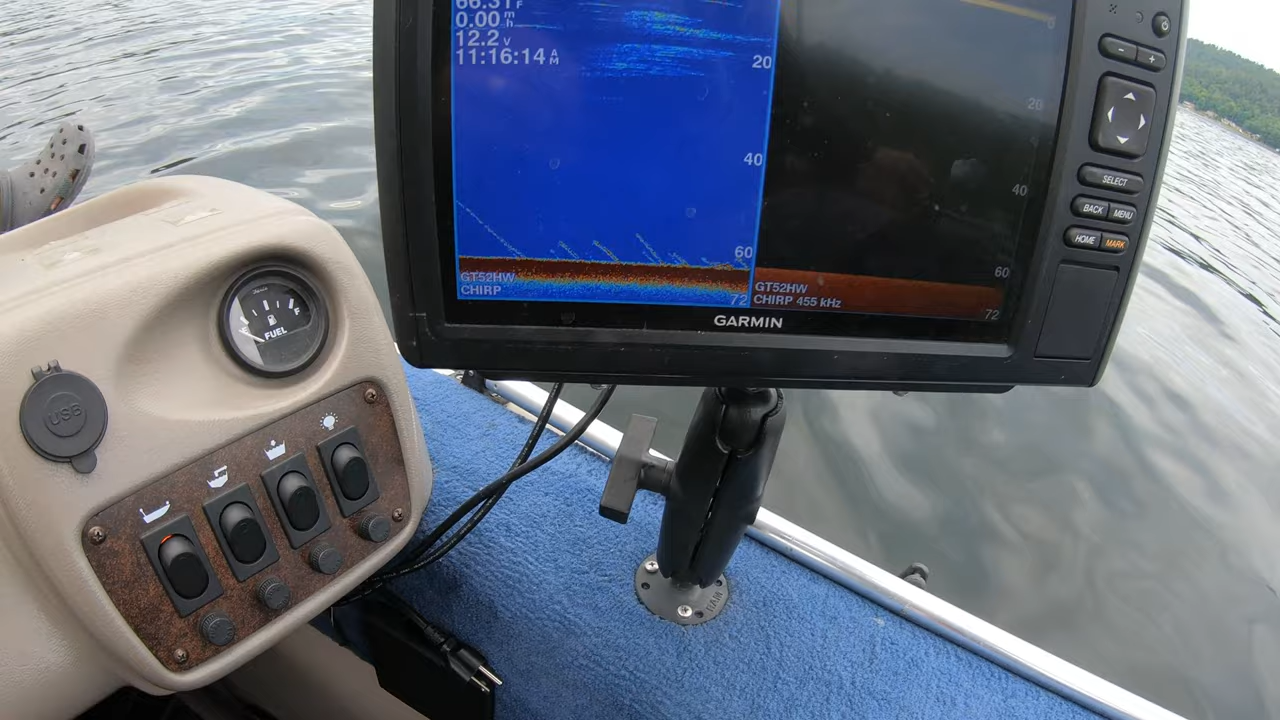 66.31 F
0.00 m/h
12.2 V
11:16:14 AM
20
40
60
72
GT52HW
CHIRP
20
40
60
72
GT52HW
CHIRP 455 kHz
GARMIN
- +
SELECT
BACK MENU
HOME MARK
F
FUEL
USB
RAM